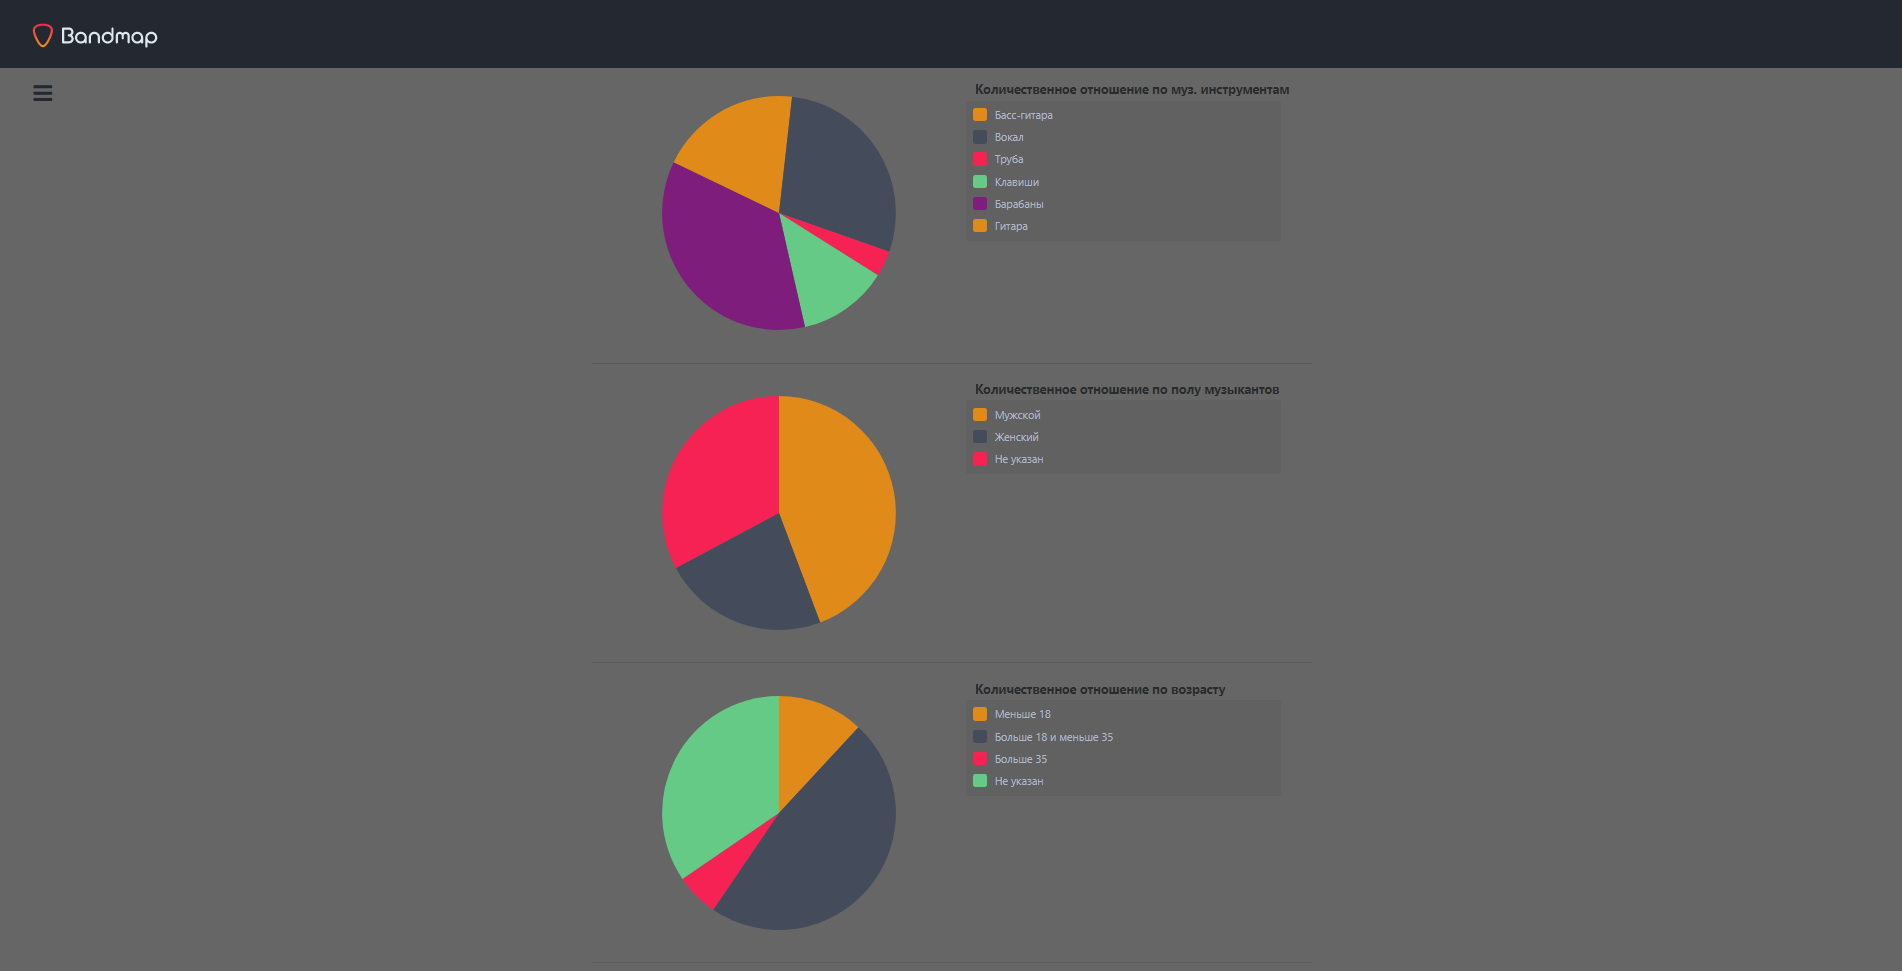 Bandmap
Количественное отношение по муз. инструментам
Басс-гитара
Вокал
Труба
Клавиши
Барабаны
Гитара
Количественное отношение по полу музыкантов
Мужской
Женский
Не указан
Количественное отношение по возрасту
Меньше 18
Больше 18 и меньше 35
Больше 35
Не указан